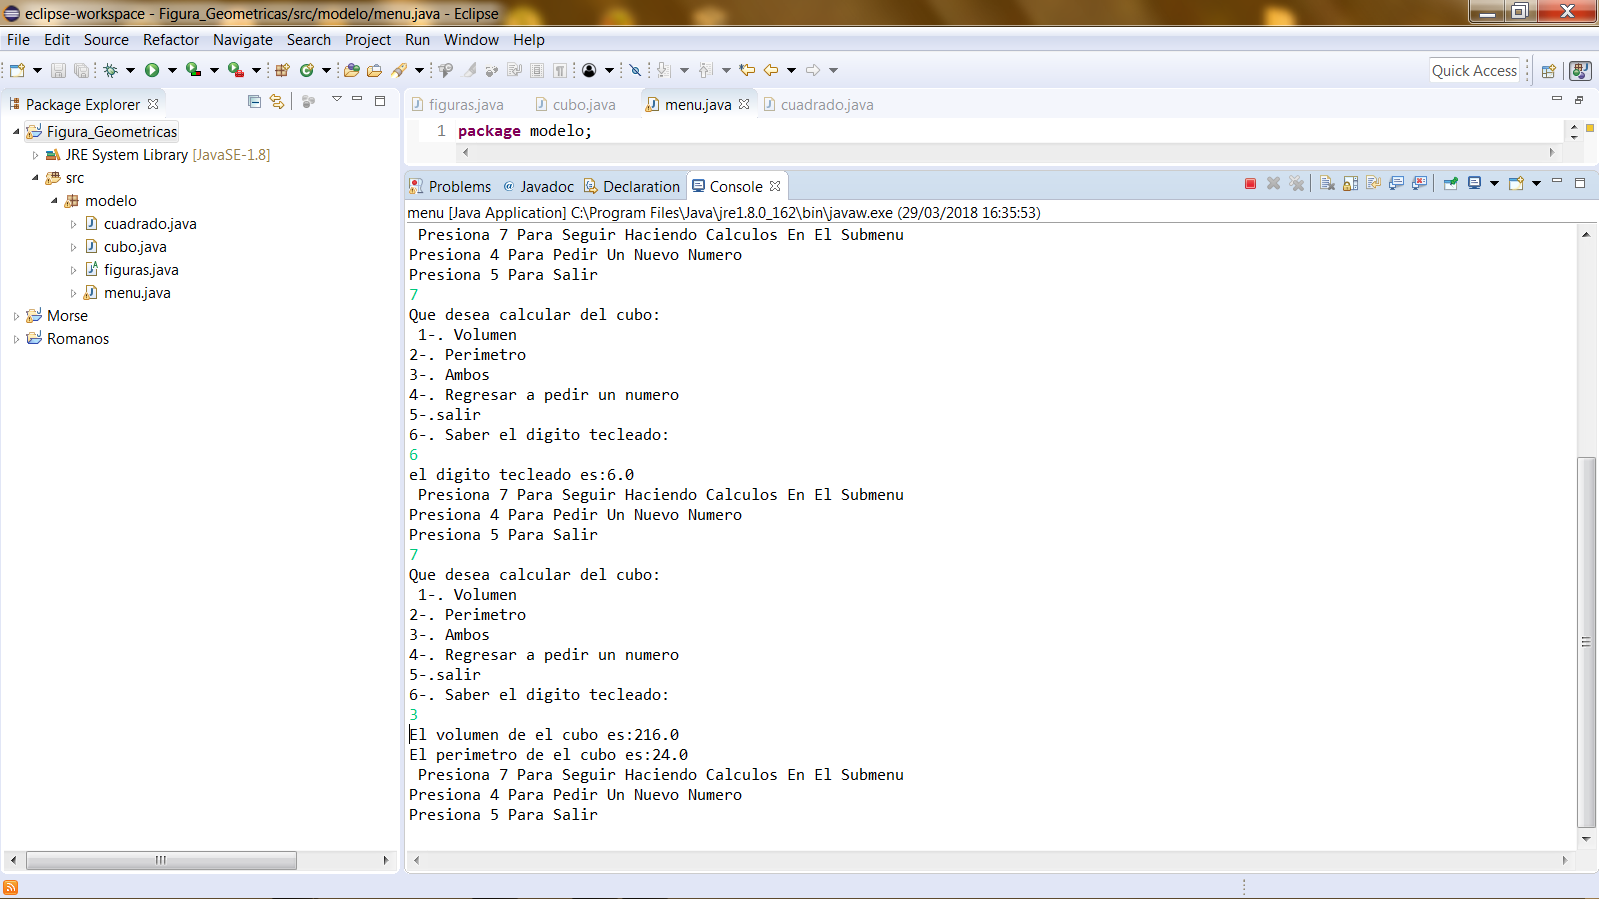 eclipse-workspace - Figura_Geometricas/src/modelo/menu.java - Eclipse
File Edit Source Refactor Navigate Search Project Run Window Help
Quick Access
Package Explorer
Figura_Geometricas
JRE System Library [JavaSE-1.8]
src
modelo
cuadrado.java
cubo.java
figuras.java
menu.java
Morse
Romanos
figuras.java cubo.java menu.java cuadrado.java
1 package modelo;
Problems @ Javadoc Declaration Console
menu [Java Application] C:\Program Files\Java\jre1.8.0_162\bin\javaw.exe (29/03/2018 16:35:53)
Presiona 7 Para Seguir Haciendo Calculos En El Submenu
Presiona 4 Para Pedir Un Nuevo Numero
Presiona 5 Para Salir
7
Que desea calcular del cubo:
1-. Volumen
2-. Perimetro
3-. Ambos
4-. Regresar a pedir un numero
5-.salir
6-. Saber el digito tecleado:
6
el digito tecleado es:6.0
Presiona 7 Para Seguir Haciendo Calculos En El Submenu
Presiona 4 Para Pedir Un Nuevo Numero
Presiona 5 Para Salir
7
Que desea calcular del cubo:
1-. Volumen
2-. Perimetro
3-. Ambos
4-. Regresar a pedir un numero
5-.salir
6-. Saber el digito tecleado:
3
El volumen de el cubo es:216.0
El perimetro de el cubo es:24.0
Presiona 7 Para Seguir Haciendo Calculos En El Submenu
Presiona 4 Para Pedir Un Nuevo Numero
Presiona 5 Para Salir